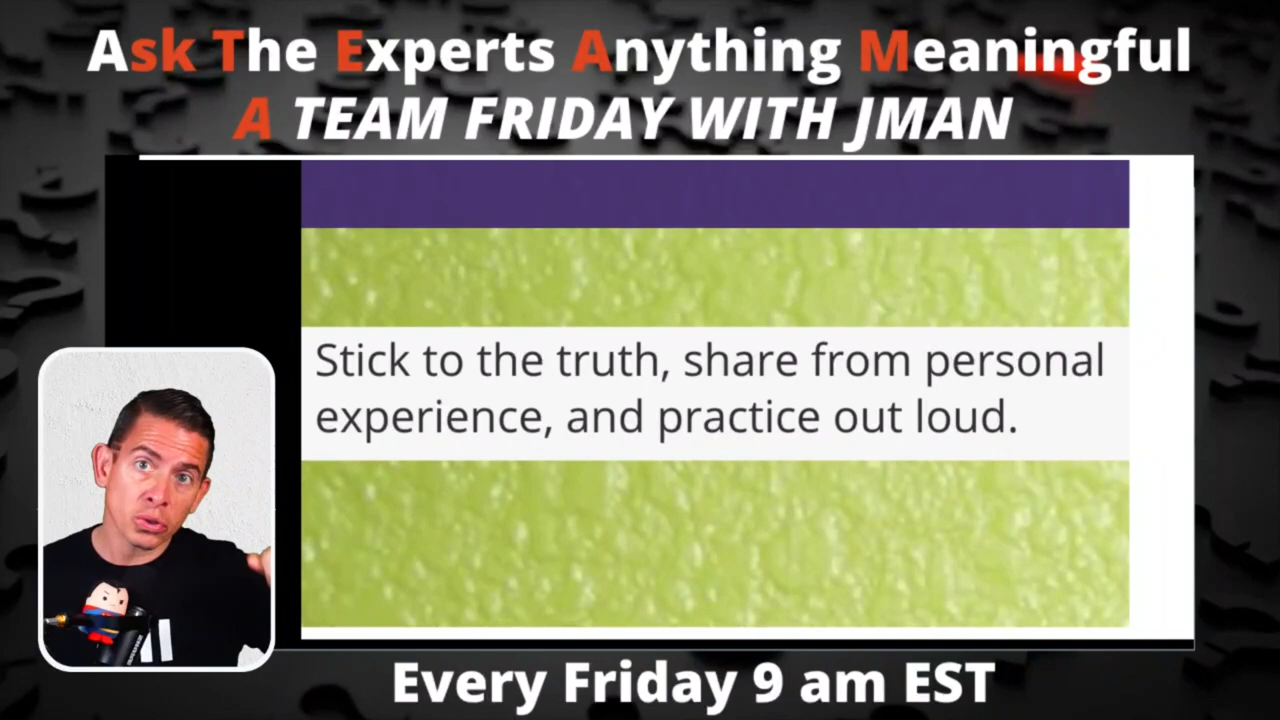 Ask The Experts Anything Meaningful
A TEAM FRIDAY WITH JMAN
Stick to the truth, share from personal
experience, and practice out loud.
Every Friday 9 am EST